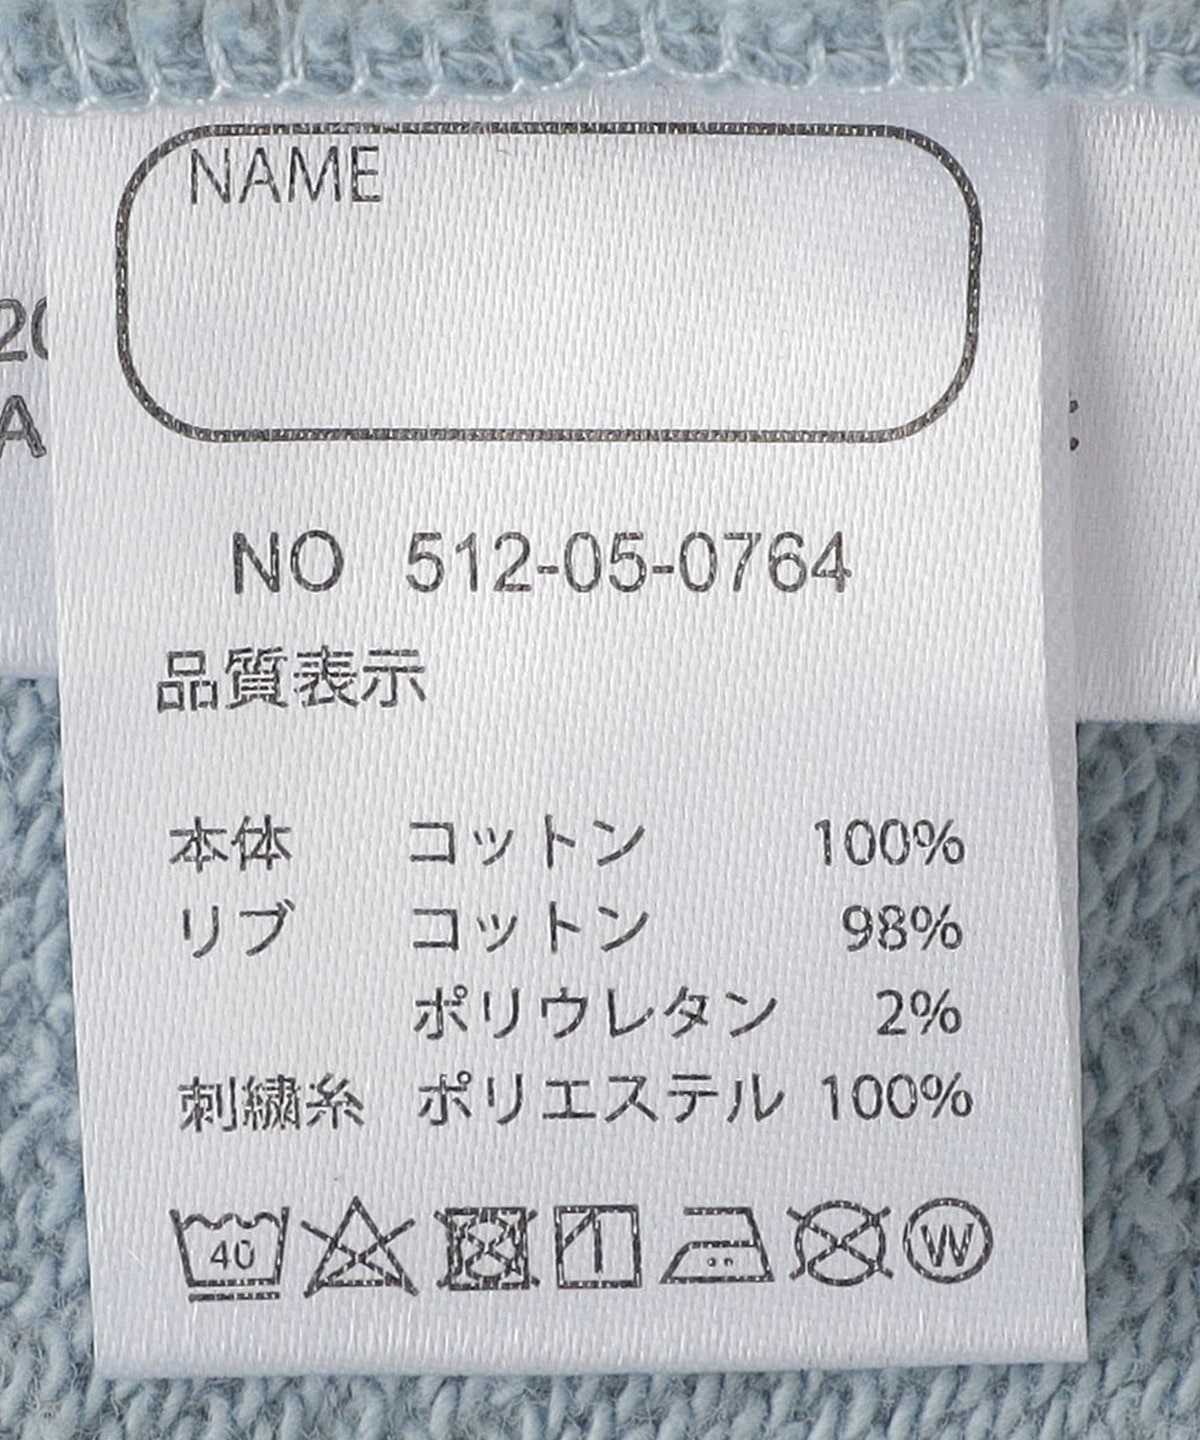 NAME
NO 512-05-0764
品質表示
本体 コットン 100%
リブ コットン 98%
ポリウレタン 2%
刺繍糸 ポリエステル 100%
40 W